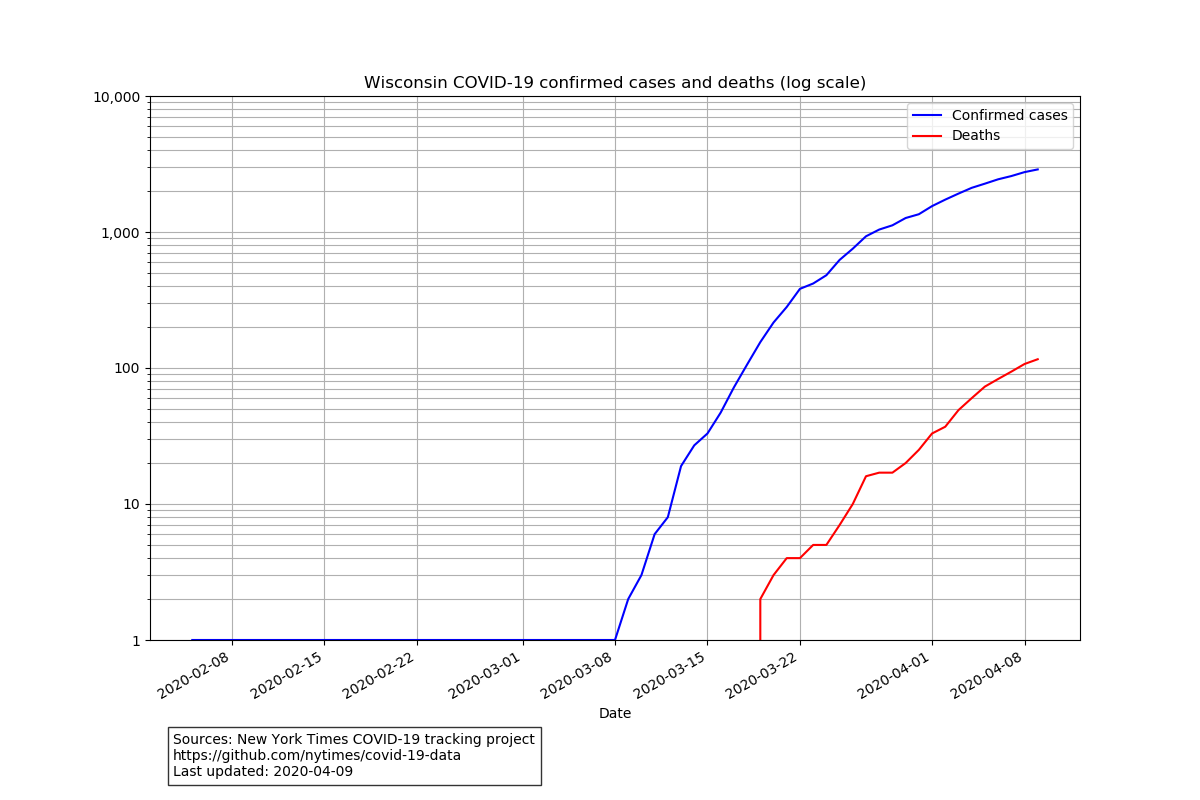 Wisconsin COVID-19 confirmed cases and deaths (log scale)
10,000
1,000
100
10
1
Confirmed cases
Deaths
2020-02-08
2020-02-15
2020-02-22
2020-03-01
2020-03-08
2020-03-15
2020-03-22
2020-04-01
2020-04-08
Date
Sources: New York Times COVID-19 tracking project
https://github.com/nytimes/covid-19-data
Last updated: 2020-04-09